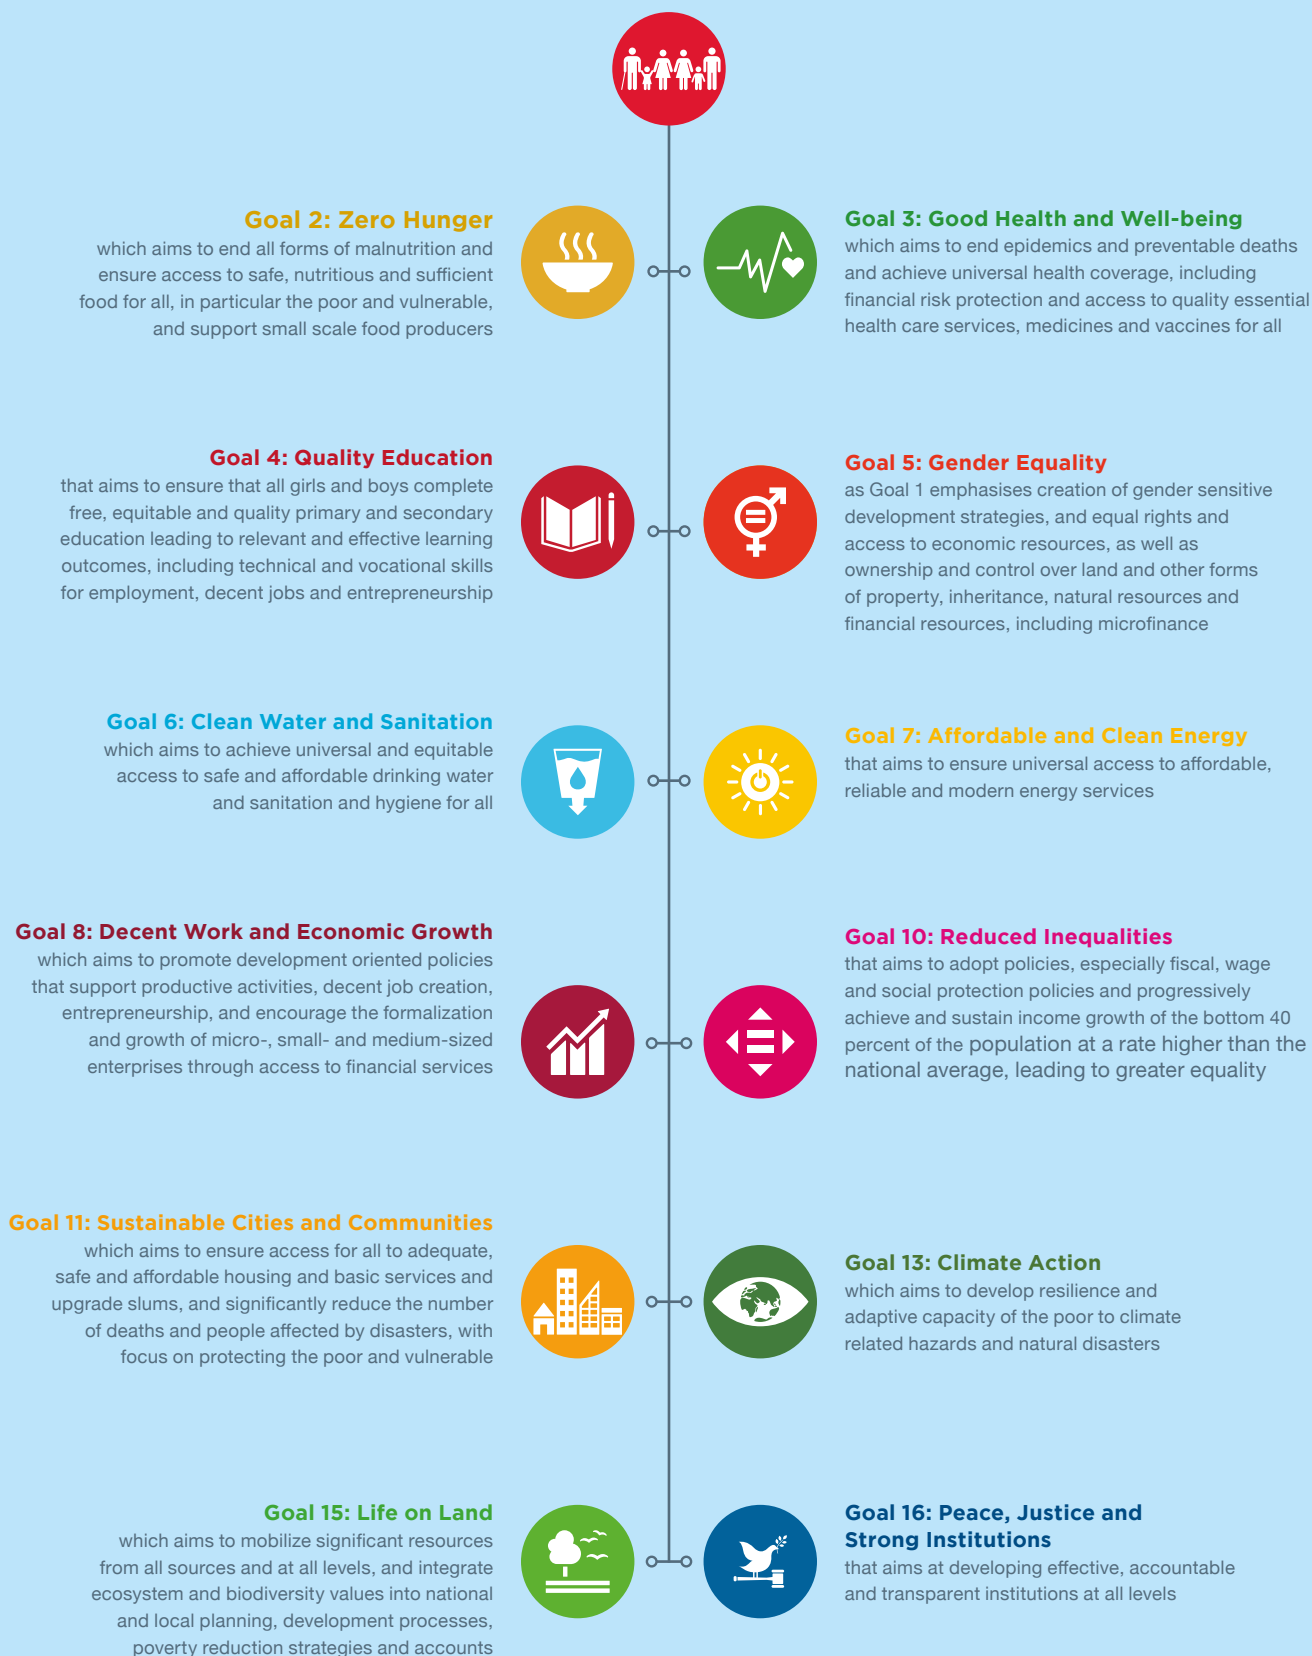 Goal 2: Zero Hunger
which aims to end all forms of malnutrition and
ensure access to safe, nutritious and sufficient
food for all, in particular the poor and vulnerable,
and support small scale food producers
Goal 3: Good Health and Well-being
which aims to end epidemics and preventable deaths
and achieve universal health coverage, including
financial risk protection and access to quality essential
health care services, medicines and vaccines for all
Goal 4: Quality Education
that aims to ensure that all girls and boys complete
free, equitable and quality primary and secondary
education leading to relevant and effective learning
outcomes, including technical and vocational skills
for employment, decent jobs and entrepreneurship
Goal 5: Gender Equality
as Goal 1 emphasises creation of gender sensitive
development strategies, and equal rights and
access to economic resources, as well as
ownership and control over land and other forms
of property, inheritance, natural resources and
financial resources, including microfinance
Goal 6: Clean Water and Sanitation
which aims to achieve universal and equitable
access to safe and affordable drinking water
and sanitation and hygiene for all
Goal 7: Affordable and Clean Energy
that aims to ensure universal access to affordable,
reliable and modern energy services
Goal 8: Decent Work and Economic Growth
which aims to promote development oriented policies
that support productive activities, decent job creation,
entrepreneurship, and encourage the formalization
and growth of micro-, small- and medium-sized
enterprises through access to financial services
Goal 10: Reduced Inequalities
that aims to adopt policies, especially fiscal, wage
and social protection policies and progressively
achieve and sustain income growth of the bottom 40
percent of the population at a rate higher than the
national average, leading to greater equality
Goal 11: Sustainable Cities and Communities
which aims to ensure access for all to adequate,
safe and affordable housing and basic services and
upgrade slums, and significantly reduce the number
of deaths and people affected by disasters, with
focus on protecting the poor and vulnerable
Goal 13: Climate Action
which aims to develop resilience and
adaptive capacity of the poor to climate
related hazards and natural disasters
Goal 15: Life on Land
which aims to mobilize significant resources
from all sources and at all levels, and integrate
ecosystem and biodiversity values into national
and local planning, development processes,
poverty reduction strategies and accounts
Goal 16: Peace, Justice and
Strong Institutions
that aims at developing effective, accountable
and transparent institutions at all levels